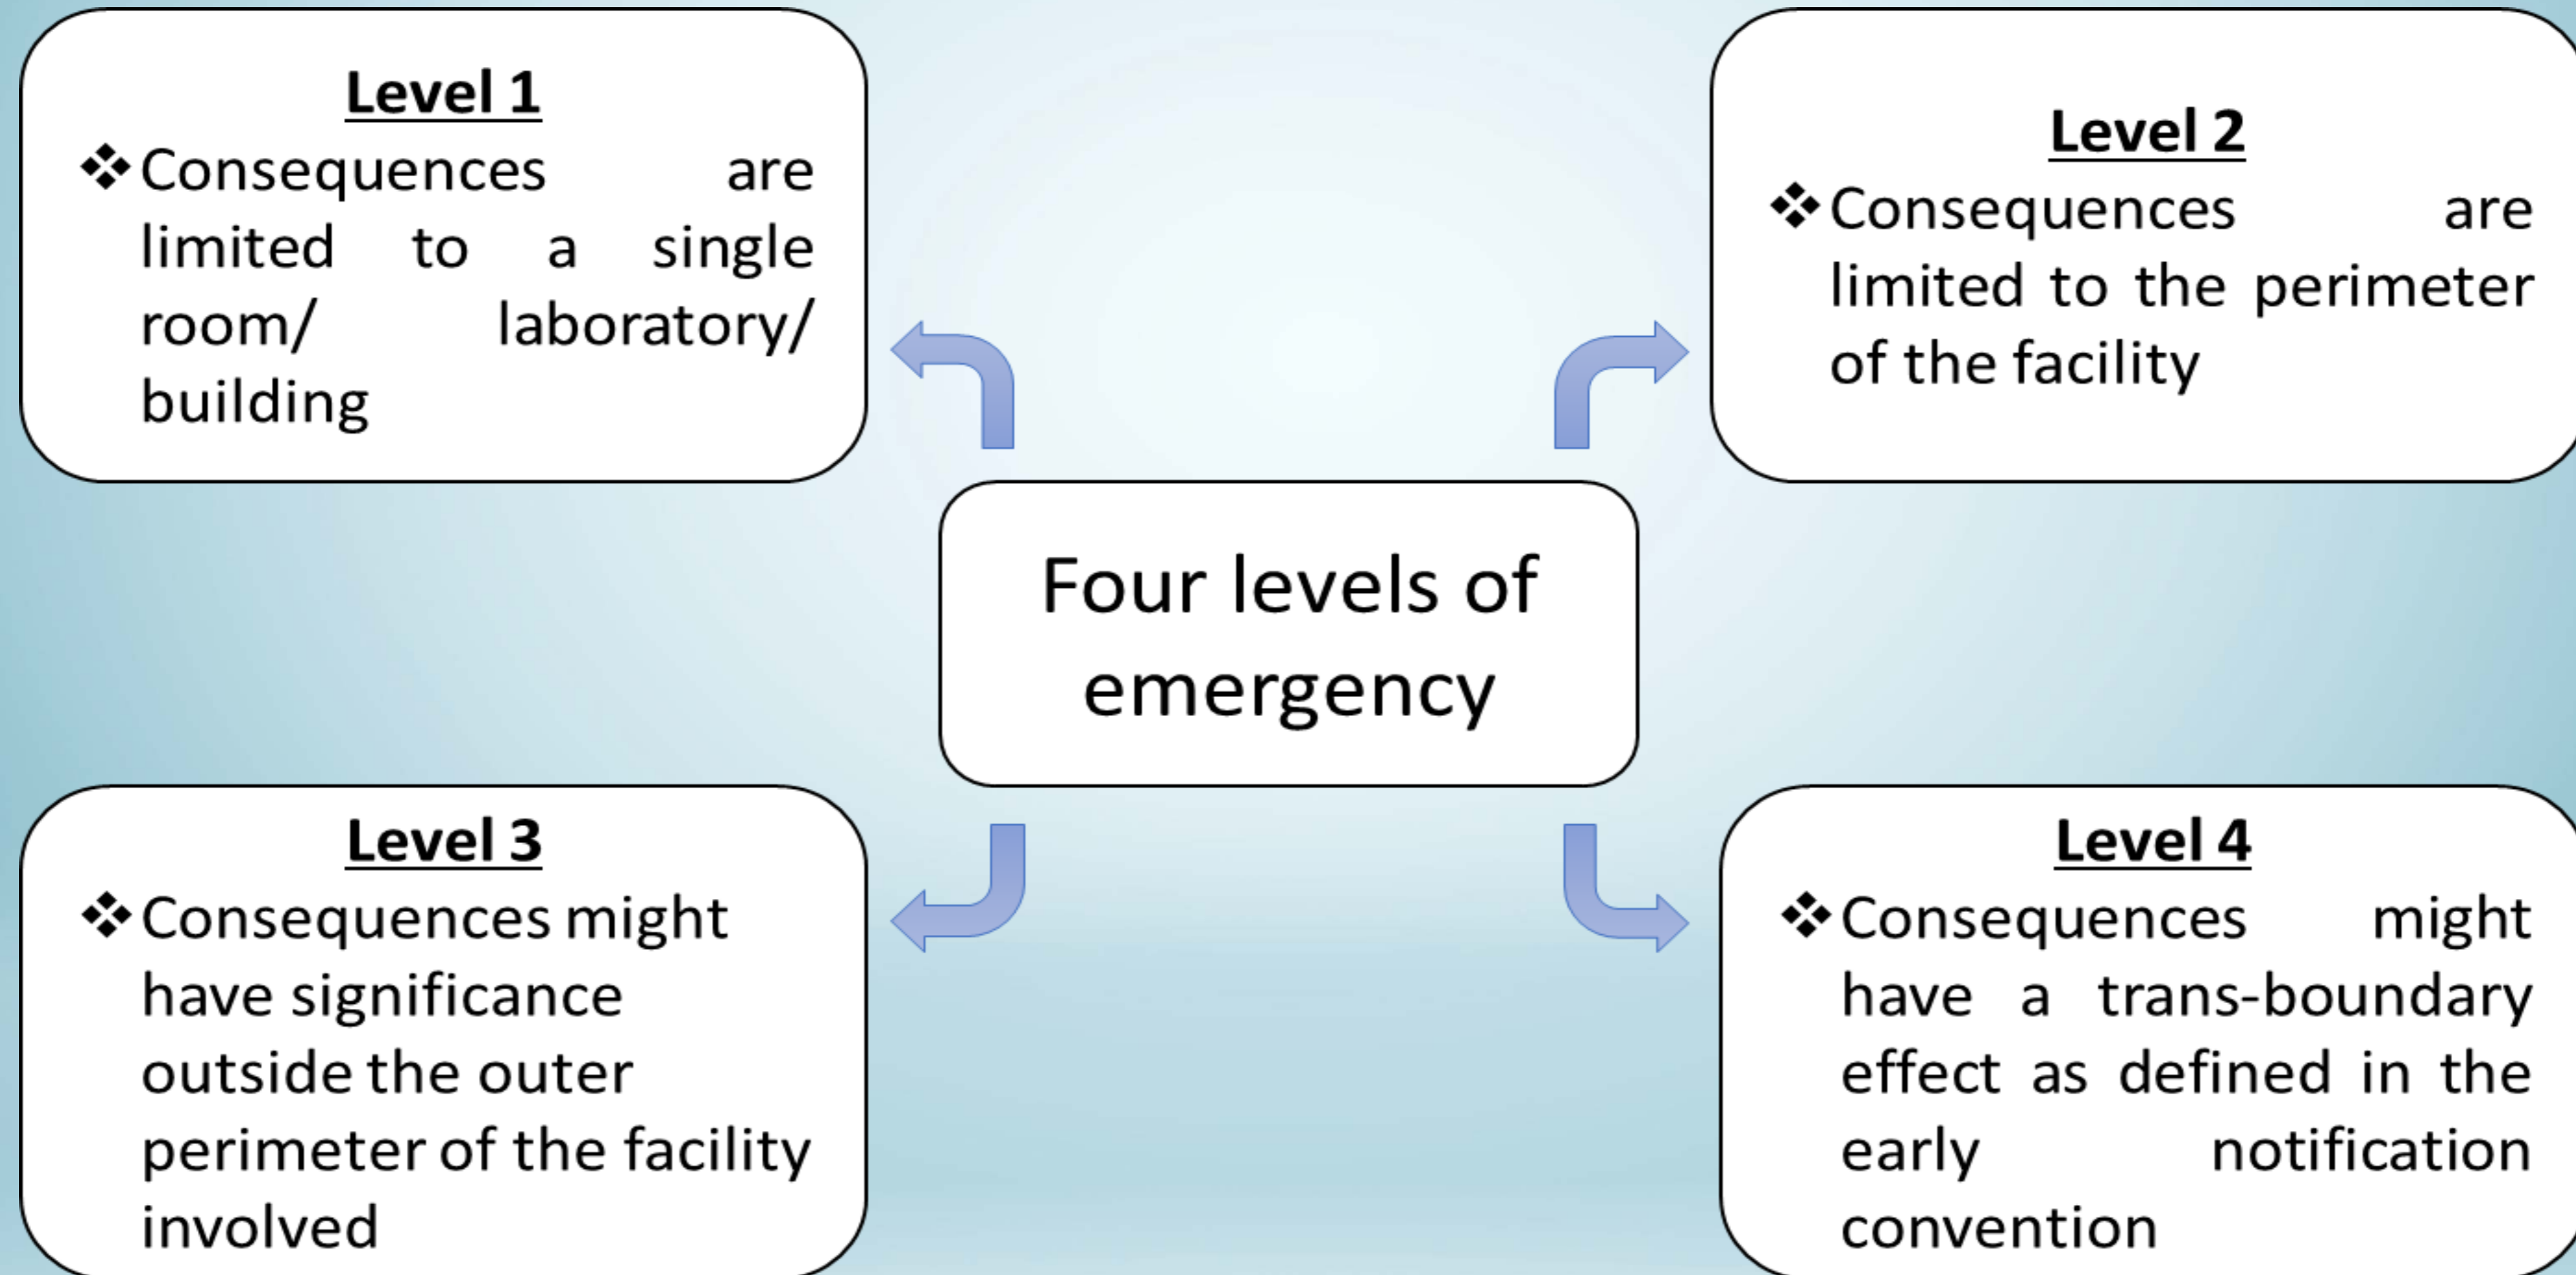 Level 1
❖Consequences are
limited to a single
room/ laboratory/
building
Level 2
❖Consequences are
limited to the perimeter
of the facility
Four levels of
emergency
Level 3
❖Consequences might
have significance
outside the outer
perimeter of the facility
involved
Level 4
❖Consequences might
have a trans-boundary
effect as defined in the
early notification
convention